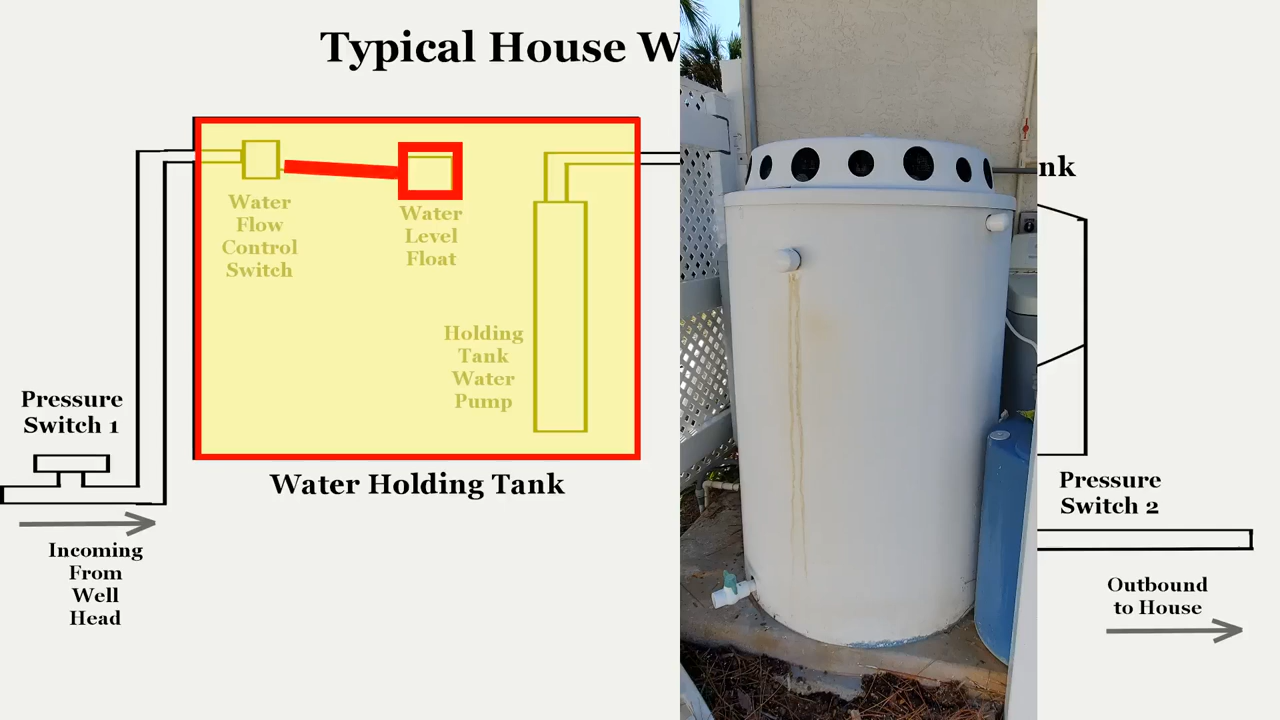 Typical House W
nk
Water
Flow
Control
Switch
Water
Level
Float
Holding
Tank
Water
Pump
Pressure
Switch 1
Water Holding Tank
Incoming
From
Well
Head
Pressure
Switch 2
Outbound
to House